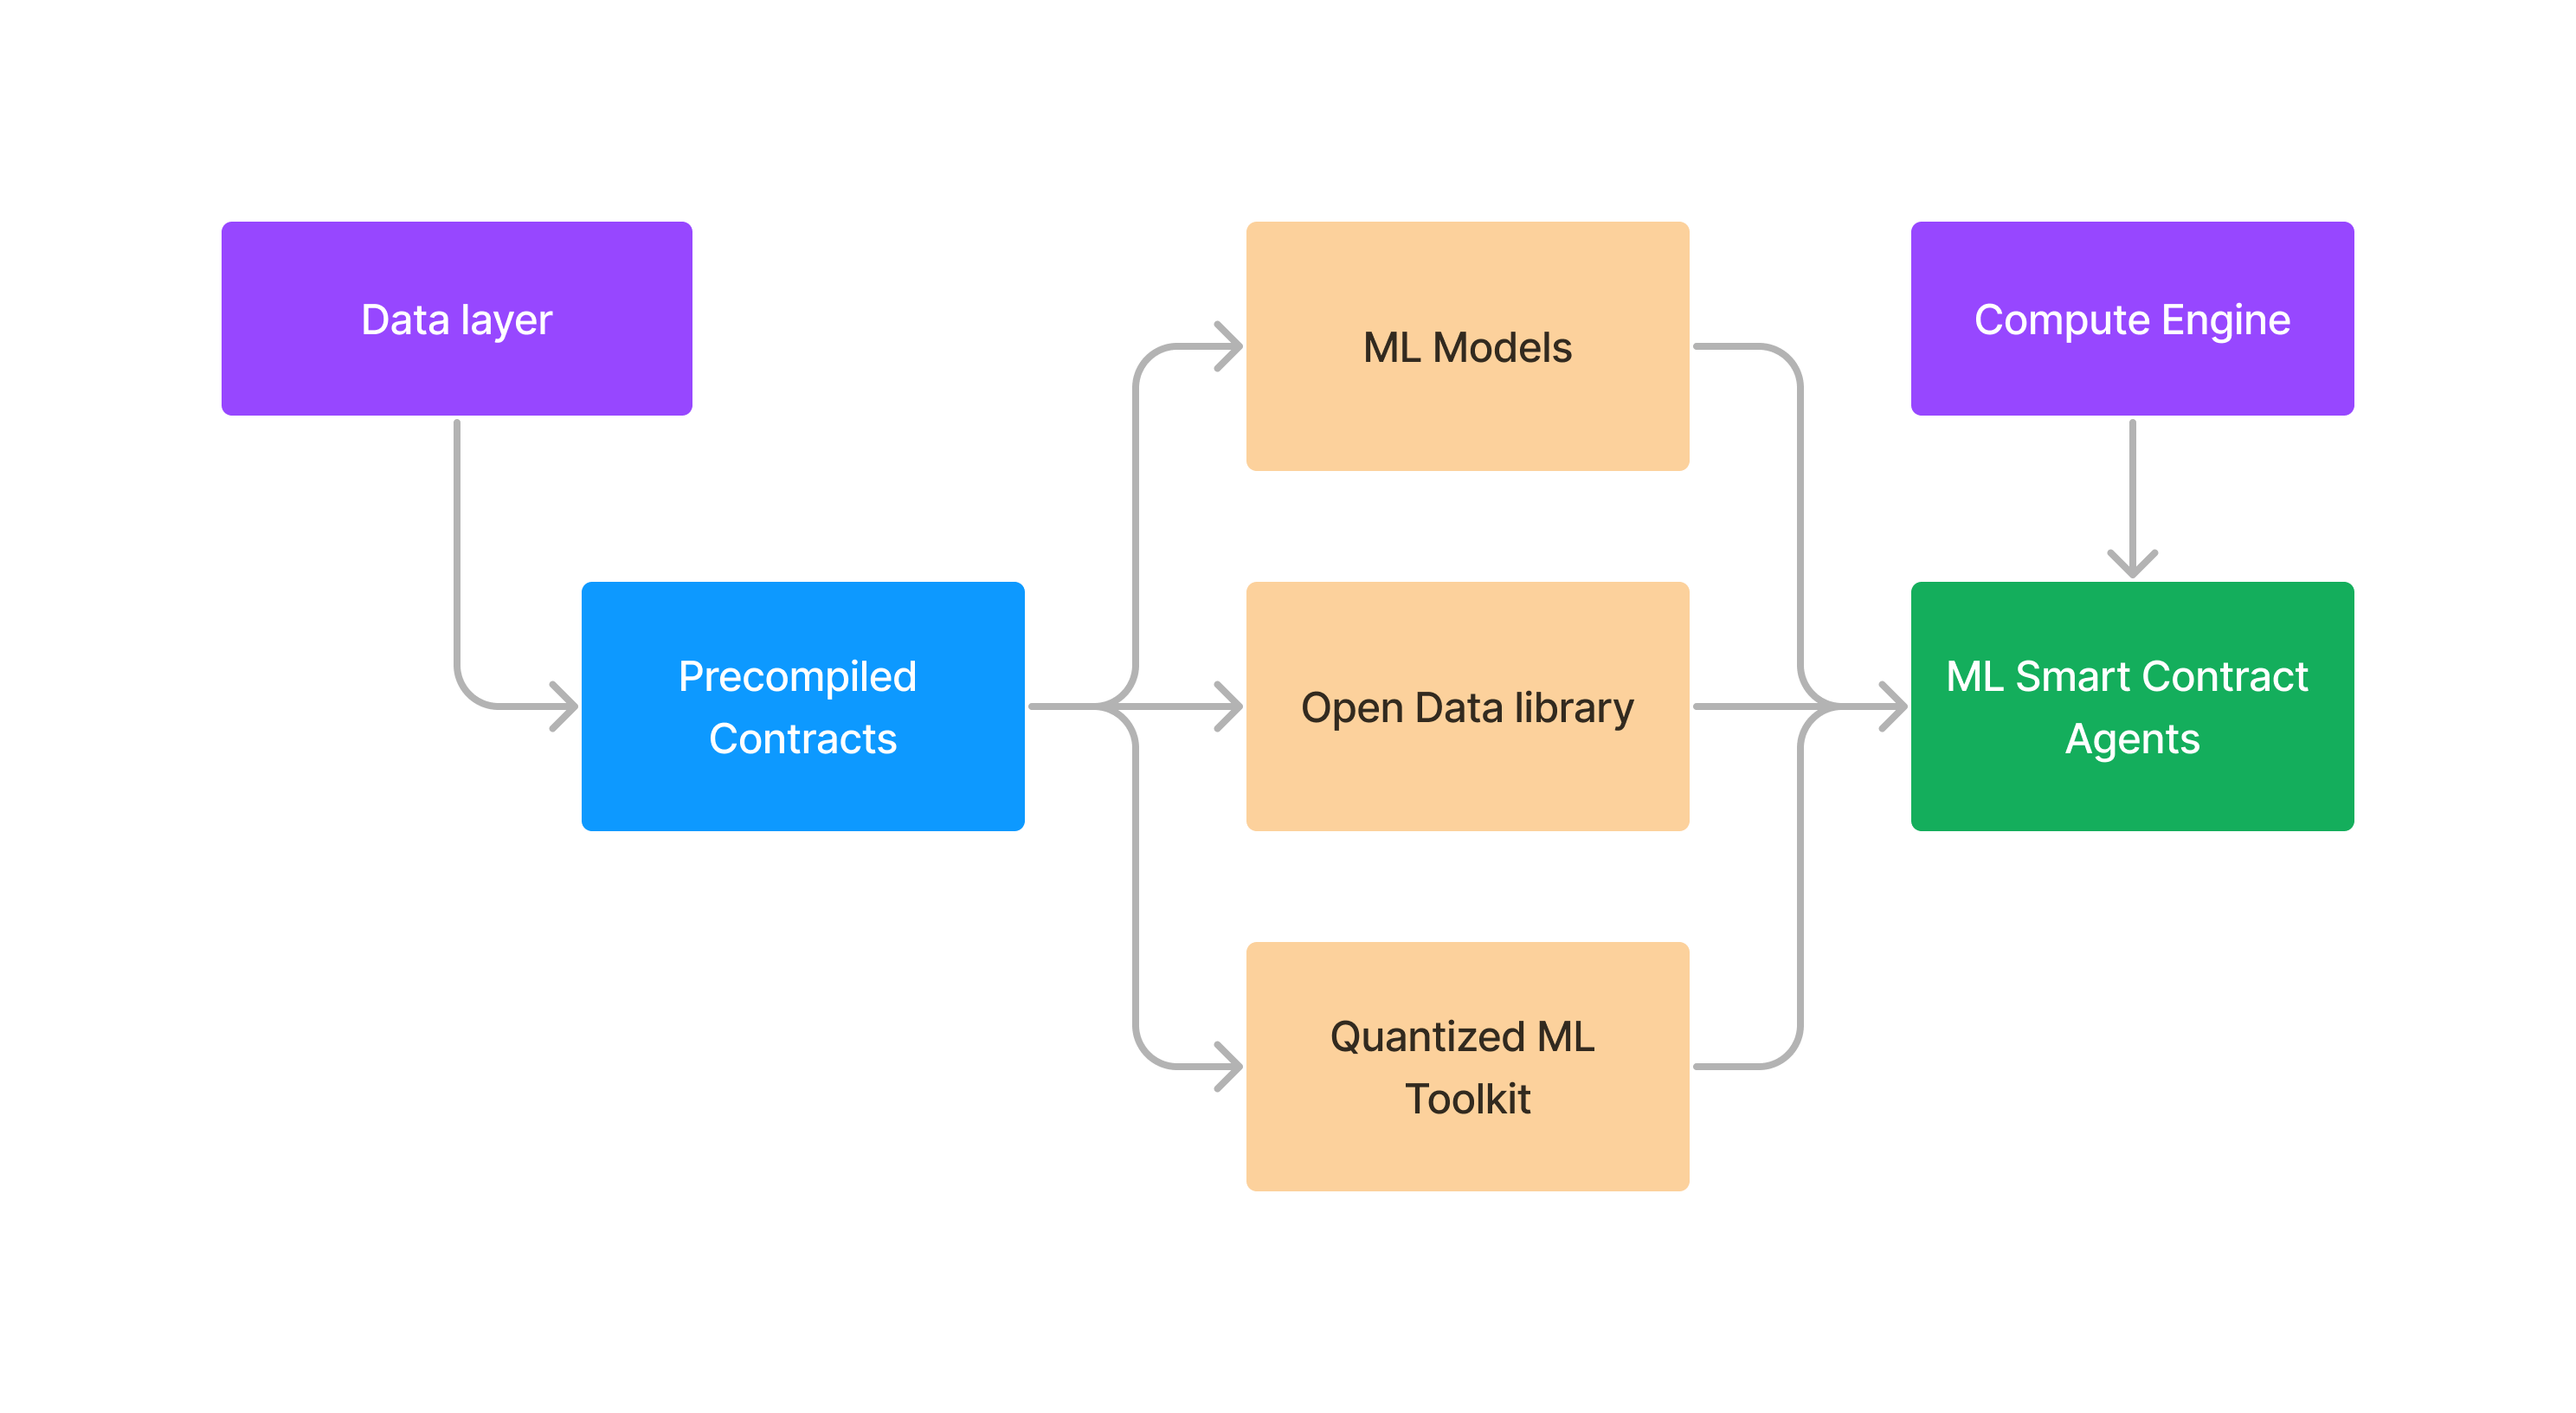 Data layer
Precompiled
Contracts
ML Models
Open Data library
Quantized ML
Toolkit
Compute Engine
ML Smart Contract
Agents